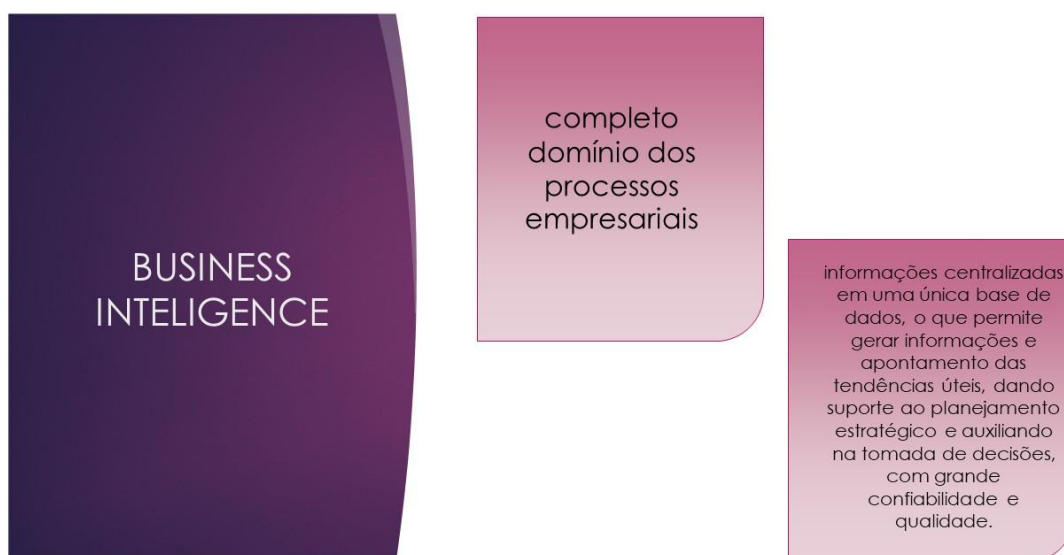 BUSINESS
INTELIGENCE
completo
domínio dos
processos
empresariais
informações centralizadas
em uma única base de
dados, o que permite
gerar informações e
apontamento das
tendências úteis, dando
suporte ao planejamento
estratégico e auxiliando
na tomada de decisões,
com grande
confiabilidade e
qualidade.